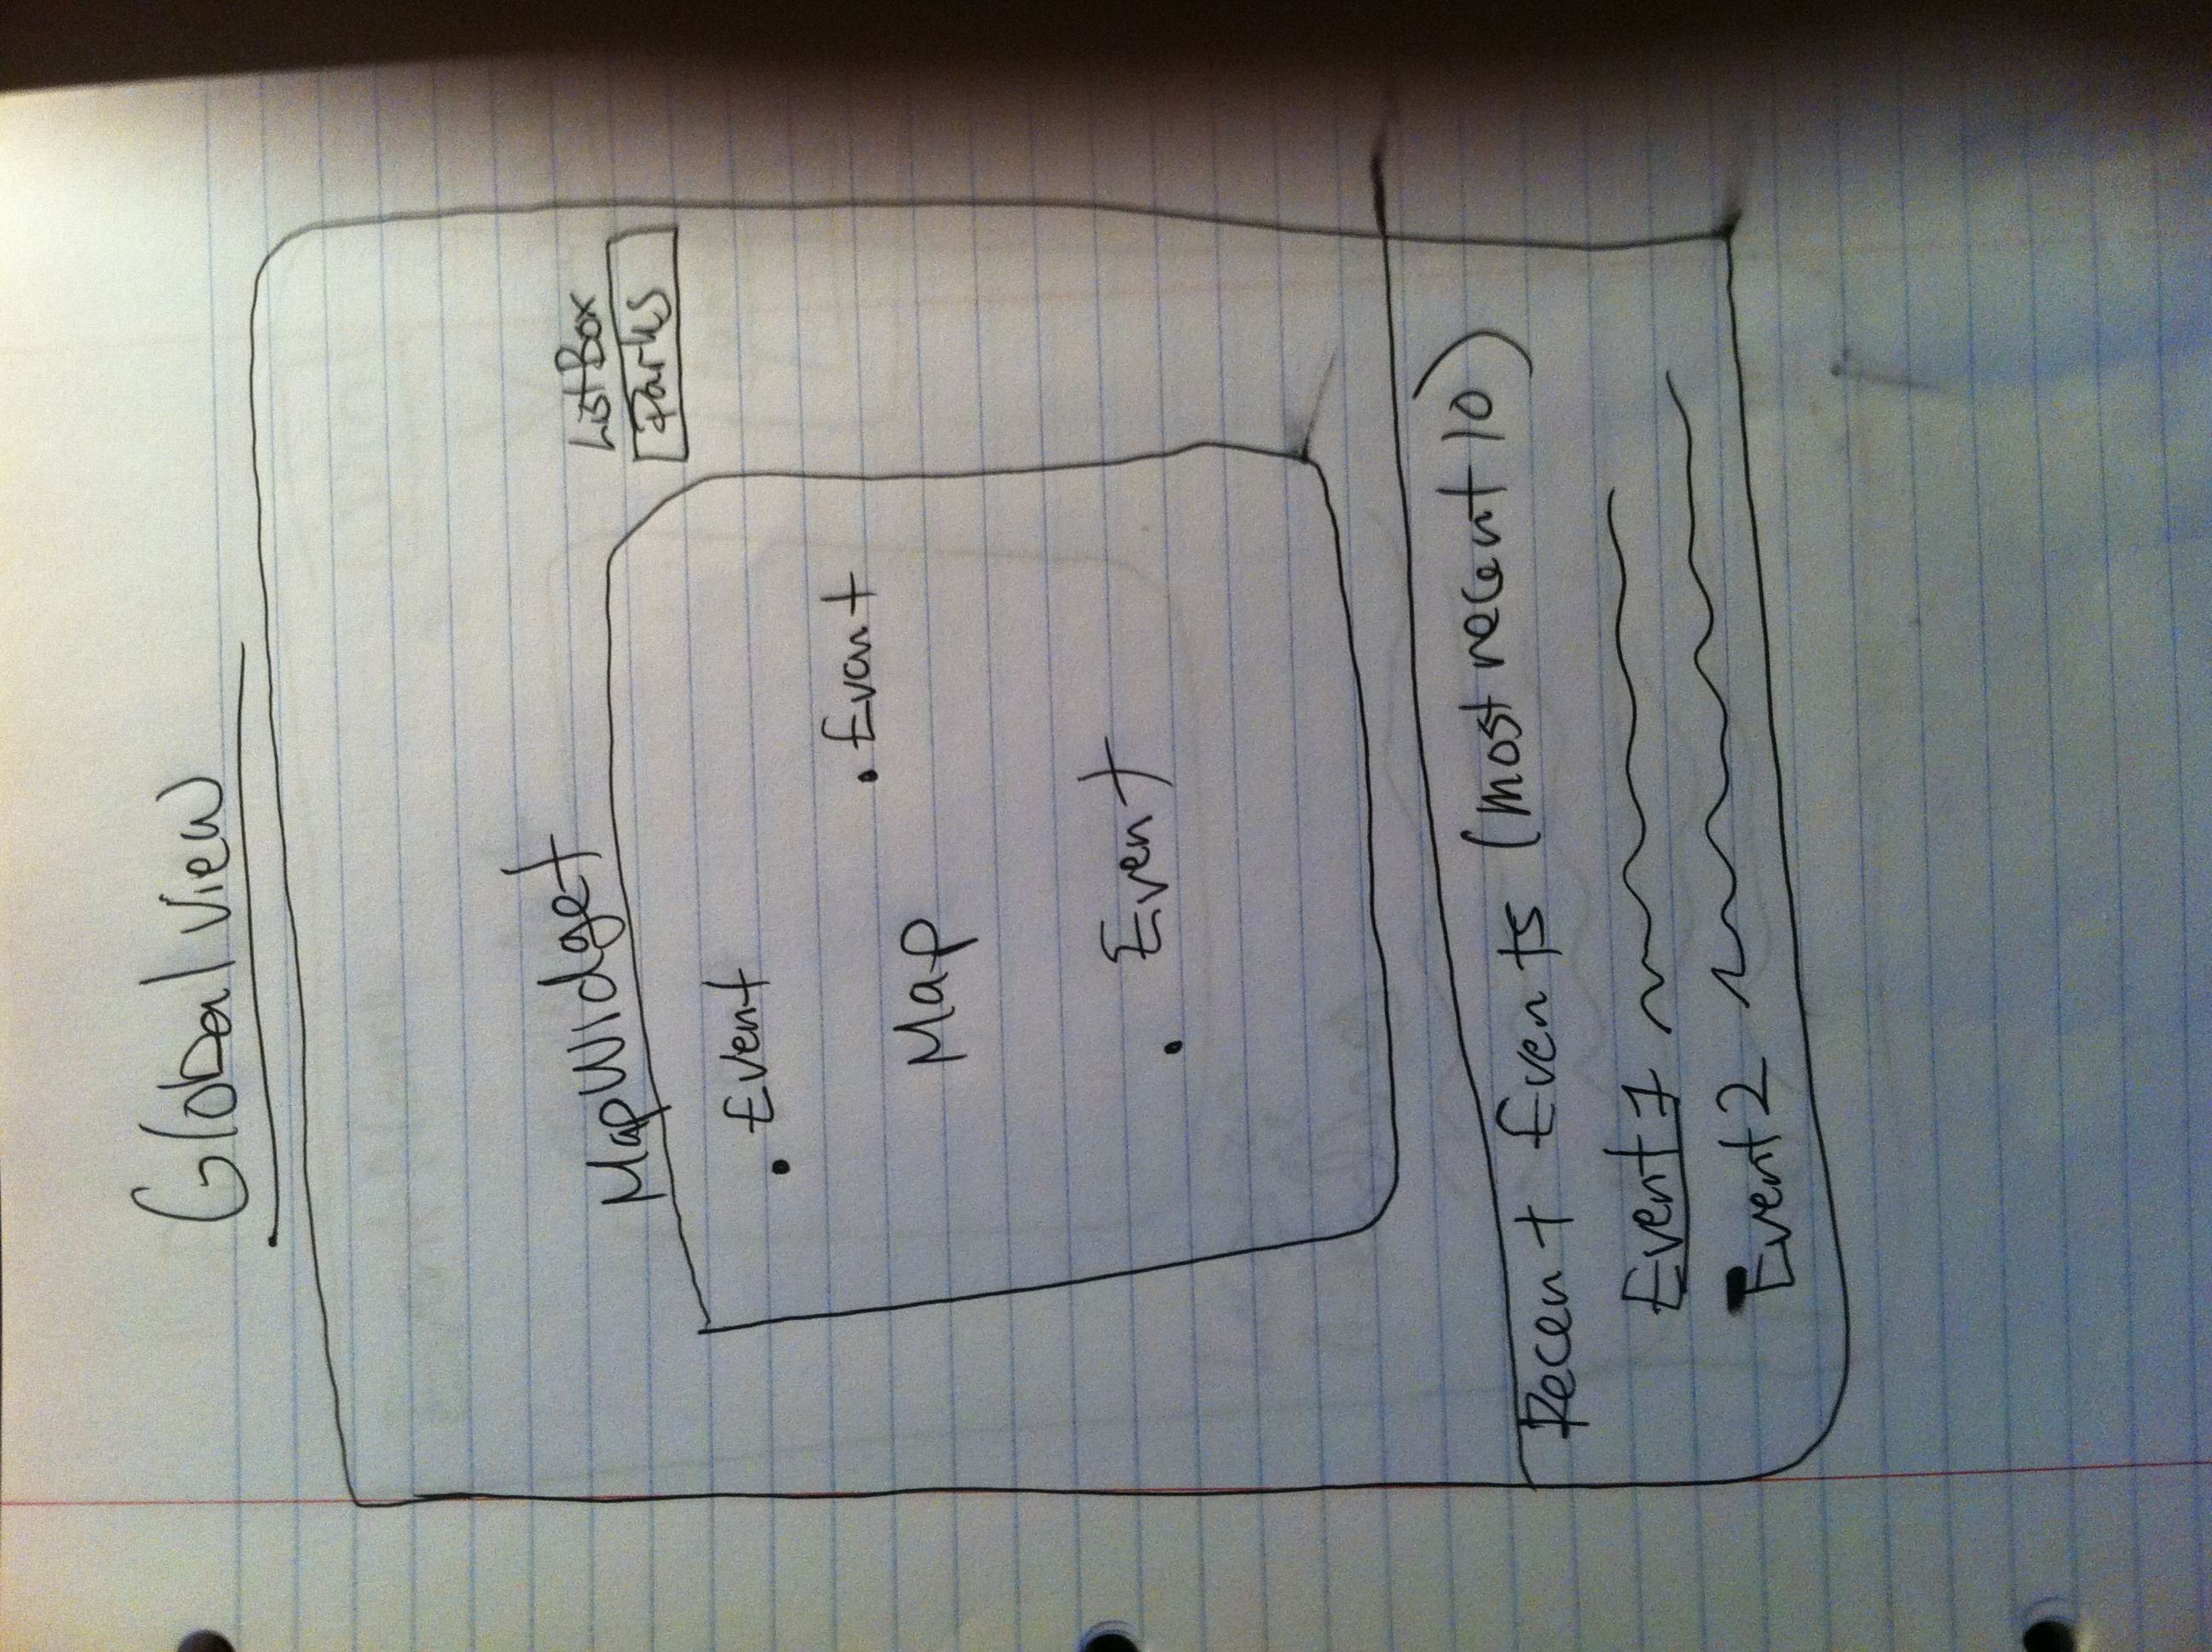 Global View
MapWidget
ListBox
Parks
Event
Event
Map
Event
Recent Events (most recent 10)
Event 1
Event 2